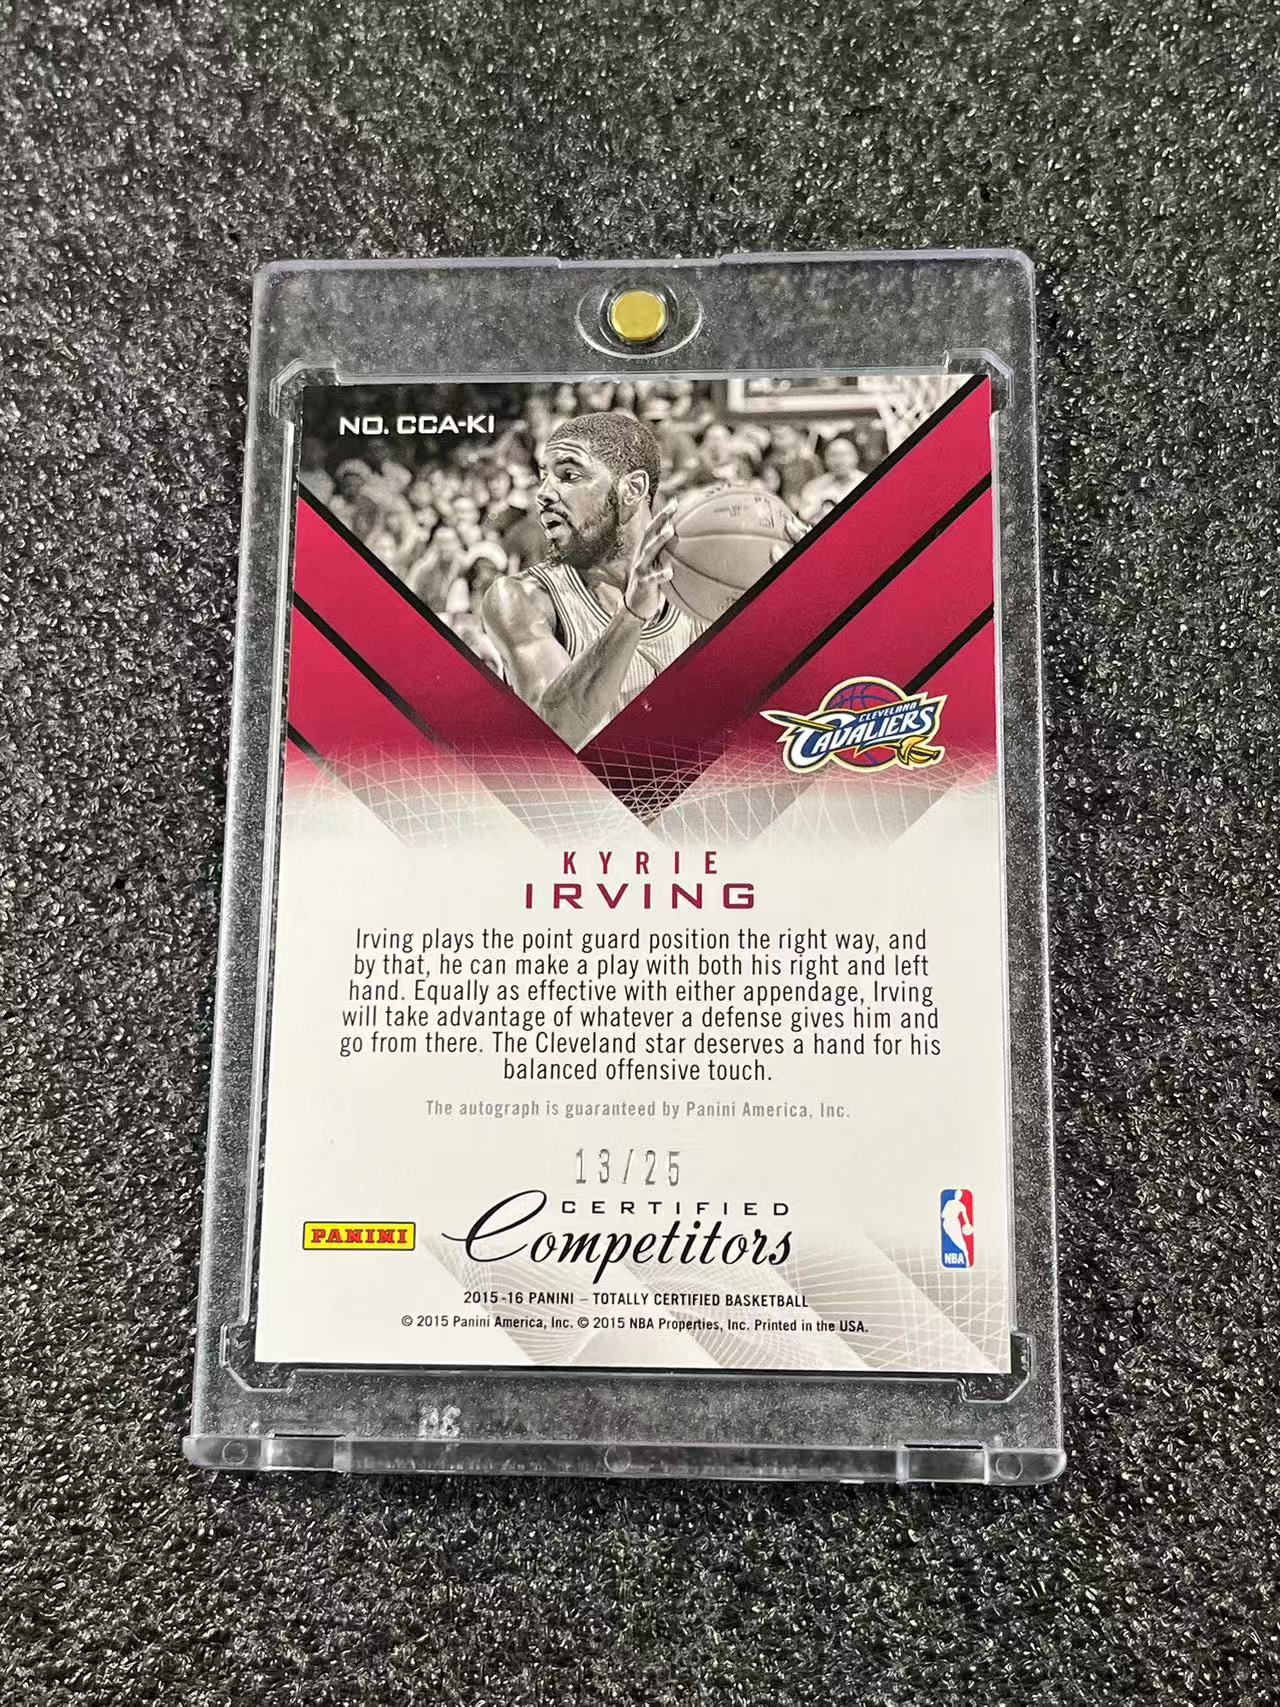 NO. CCA-KI
CLEVELAND
CAVALIERS
KYRIE
IRVING
Irving plays the point guard position the right way, and
by that, he can make a play with both his right and left
hand. Equally as effective with either appendage, Irving
will take advantage of whatever a defense gives him and
go from there. The Cleveland star deserves a hand for his
balanced offensive touch.
The autograph is guaranteed by Panini America, Inc.
13/25
CERTIFIED
Competitors
PANINI
NBA
2015-16 PANINI – TOTALLY CERTIFIED BASKETBALL
© 2015 Panini America, Inc. © 2015 NBA Properties, Inc. Printed in the USA.